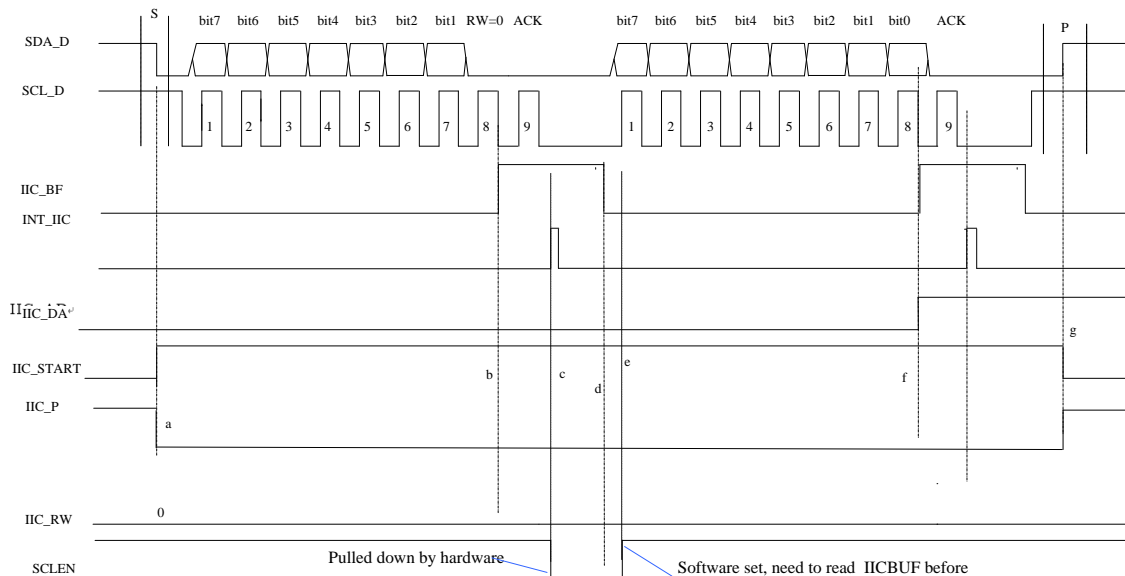 S bit7 bit6 bit5 bit4 bit3 bit2 bit1 RW=0 ACK bit7 bit6 bit5 bit4 bit3 bit2 bit1 bit0 ACK P
SDA_D
SCL_D
1 2 3 4 5 6 7 8 9 1 2 3 4 5 6 7 8 9
IIC_BF
INT_IIC
IIC_DA
g
IIC_START b c d e f
IIC_P
a
0
IIC_RW
Pulled down by hardware
Software set, need to read IICBUF before
SCLEN